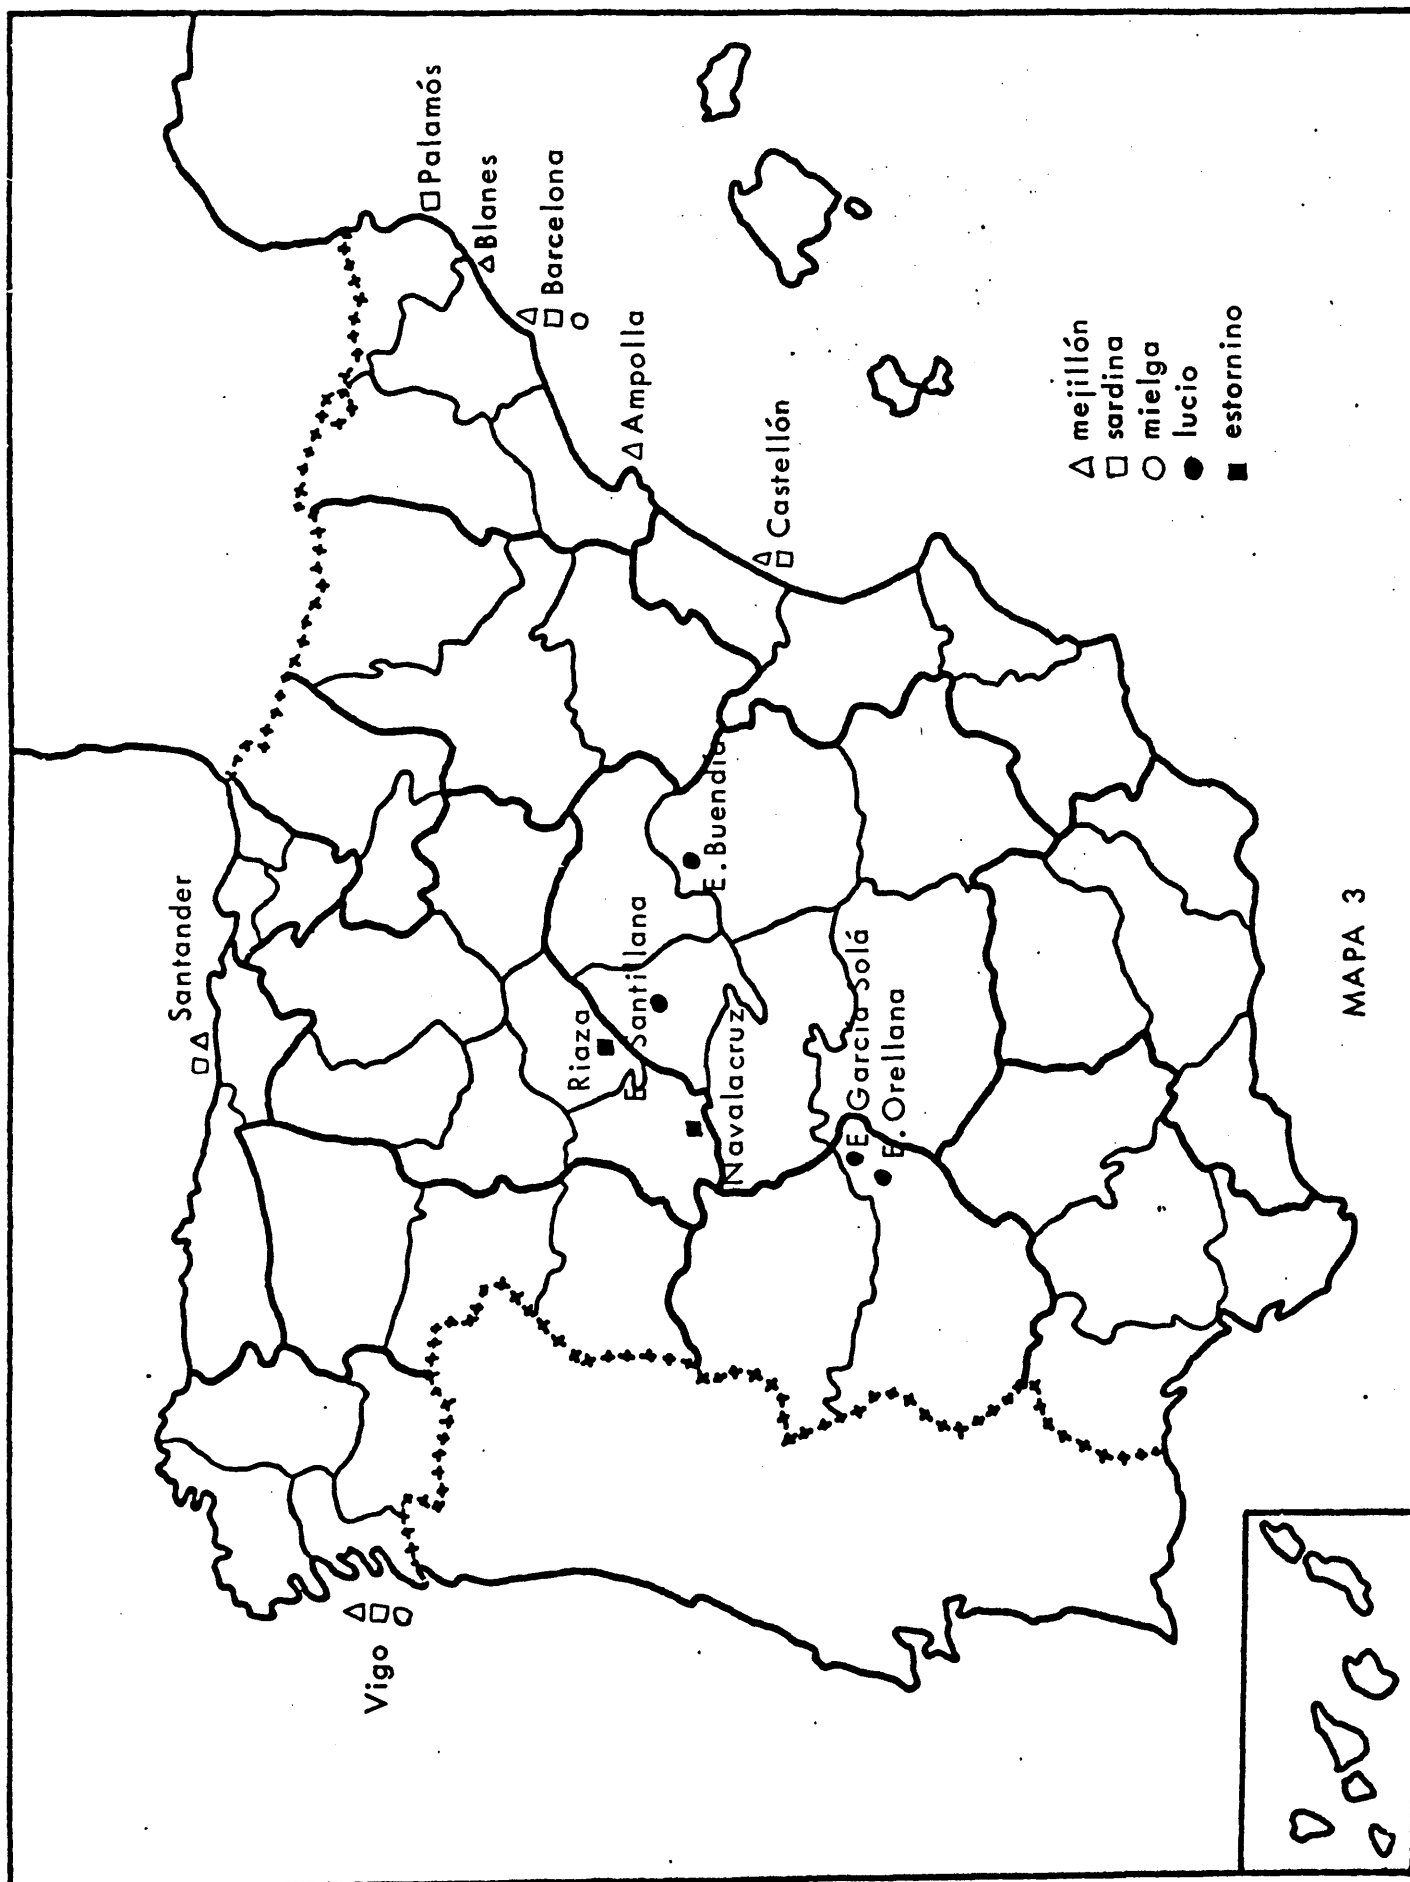 Santander
Vigo
Palamós
Blanes
Barcelona
Ampolla
Castellón
Riaza
E Santillana
E.Buendía
Navalacruz
E García Solá
E.Orellana
mejillón
sardina
mielga
lucio
estornino
MAPA 3